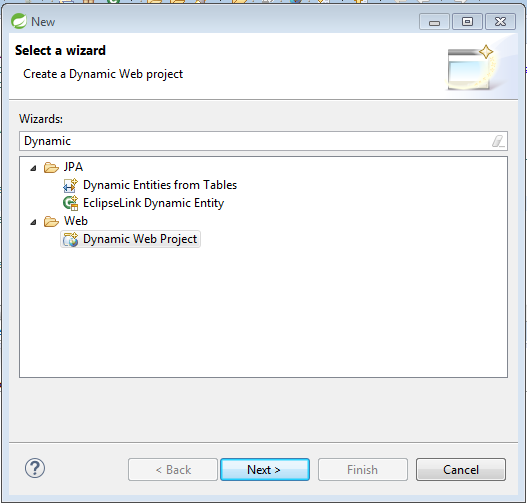 New
Select a wizard
Create a Dynamic Web project
Wizards:
Dynamic
JPA
Dynamic Entities from Tables
EclipseLink Dynamic Entity
Web
Dynamic Web Project
?
< Back
Next >
Finish
Cancel